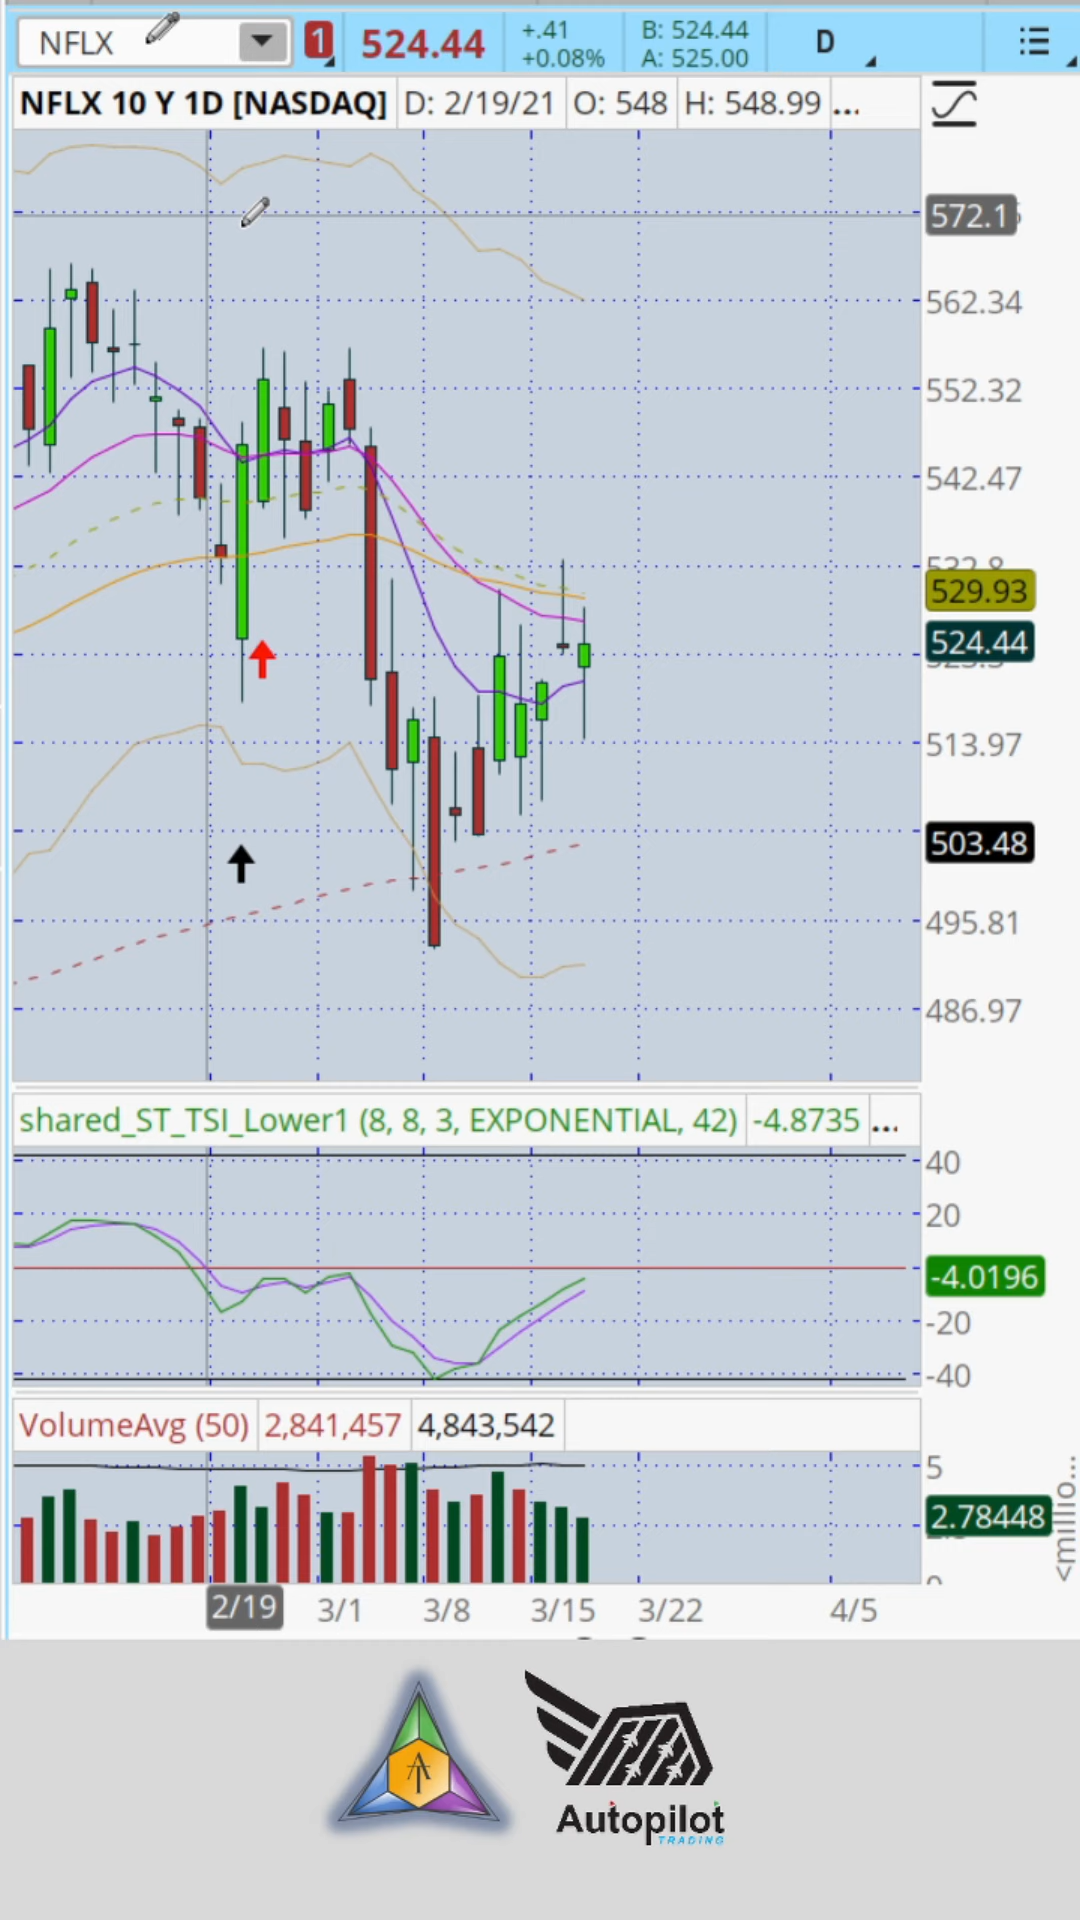 NFLX 1 524.44 +.41 B: 524.44 D
+0.08% A: 525.00
NFLX 10 Y 1D [NASDAQ] D: 2/19/21 O: 548 H: 548.99 ...
572.1
562.34
552.32
542.47
532.8
529.93
524.44
513.97
503.48
495.81
486.97
shared_ST_TSI_Lower1 (8, 8, 3, EXPONENTIAL, 42) -4.8735 ...
40
20
-4.0196
-20
-40
VolumeAvg (50) 2,841,457 4,843,542
5
2.78448
<millio...
0
2/19 3/1 3/8 3/15 3/22 4/5
Autopilot
TRADING